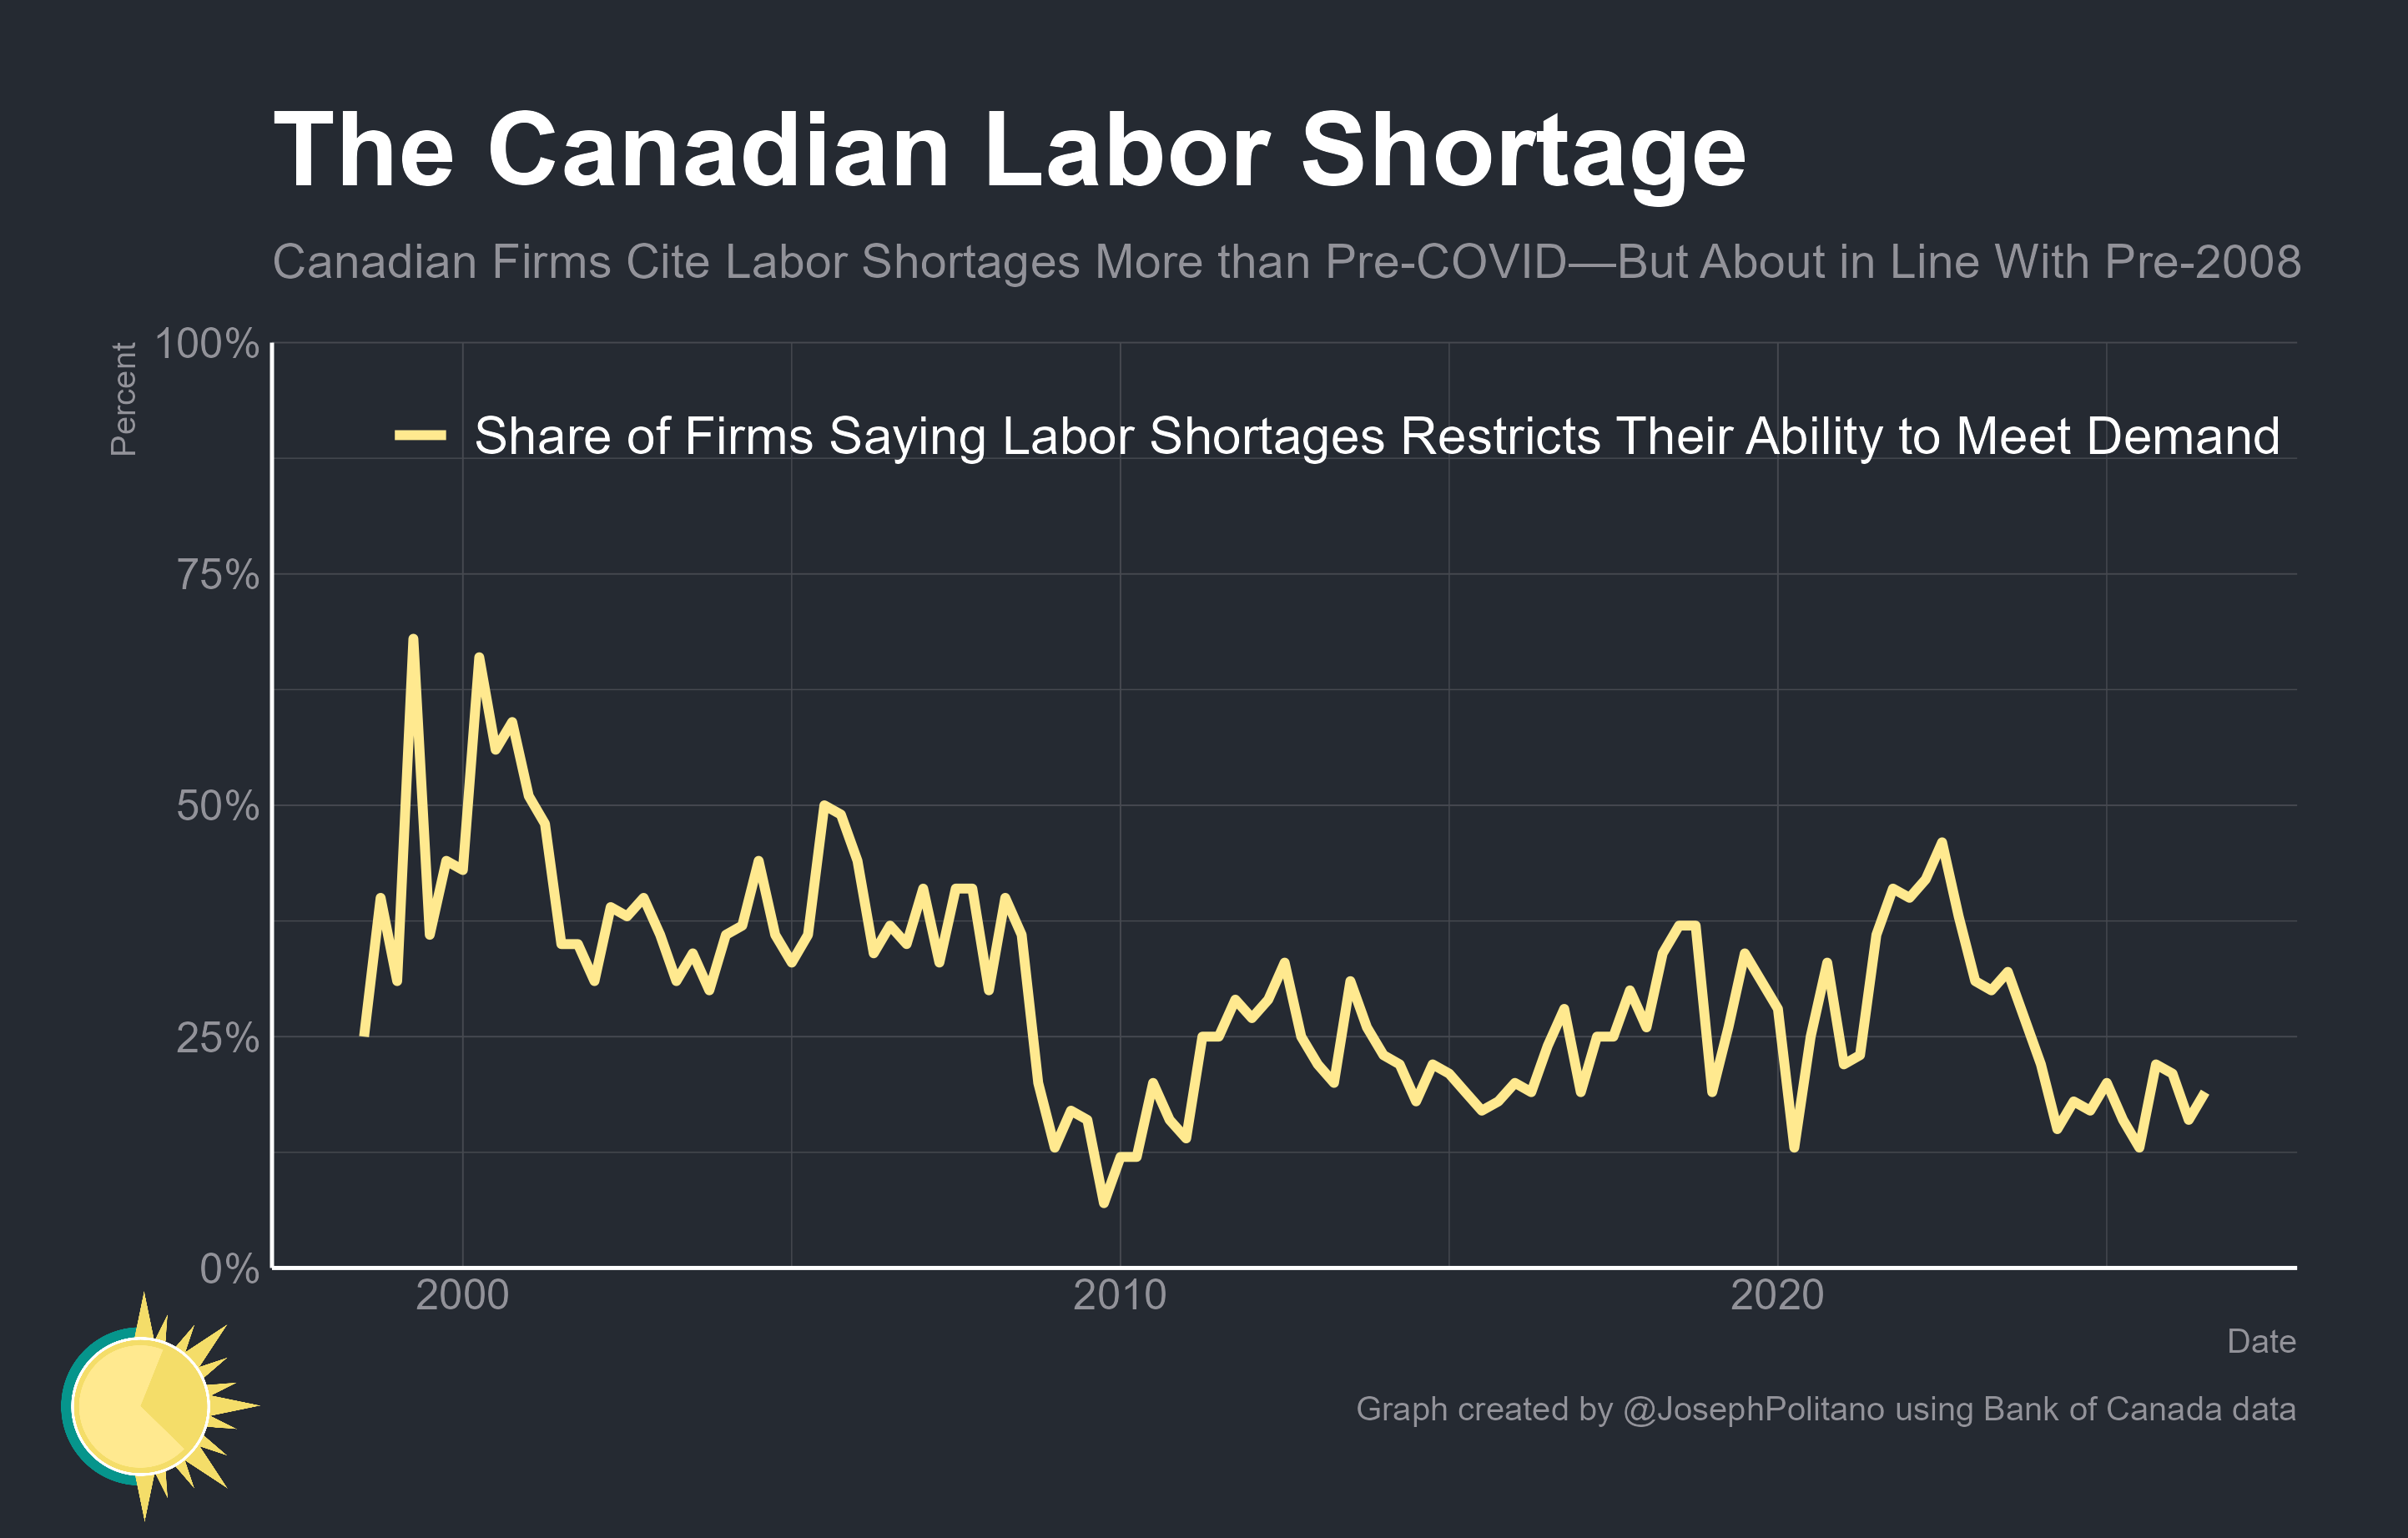 The Canadian Labor Shortage
Canadian Firms Cite Labor Shortages More than Pre-COVID—But About in Line With Pre-2008
Percent
100%
Share of Firms Saying Labor Shortages Restricts Their Ability to Meet Demand
75%
50%
25%
0%
2000
2010
2020
Date
Graph created by @JosephPolitano using Bank of Canada data